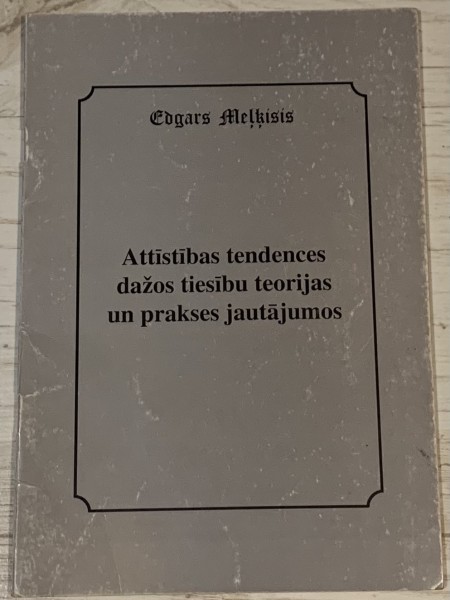 Edgars Meļķisis
Attīstības tendences
dažos tiesību teorijas
un prakses jautājumos